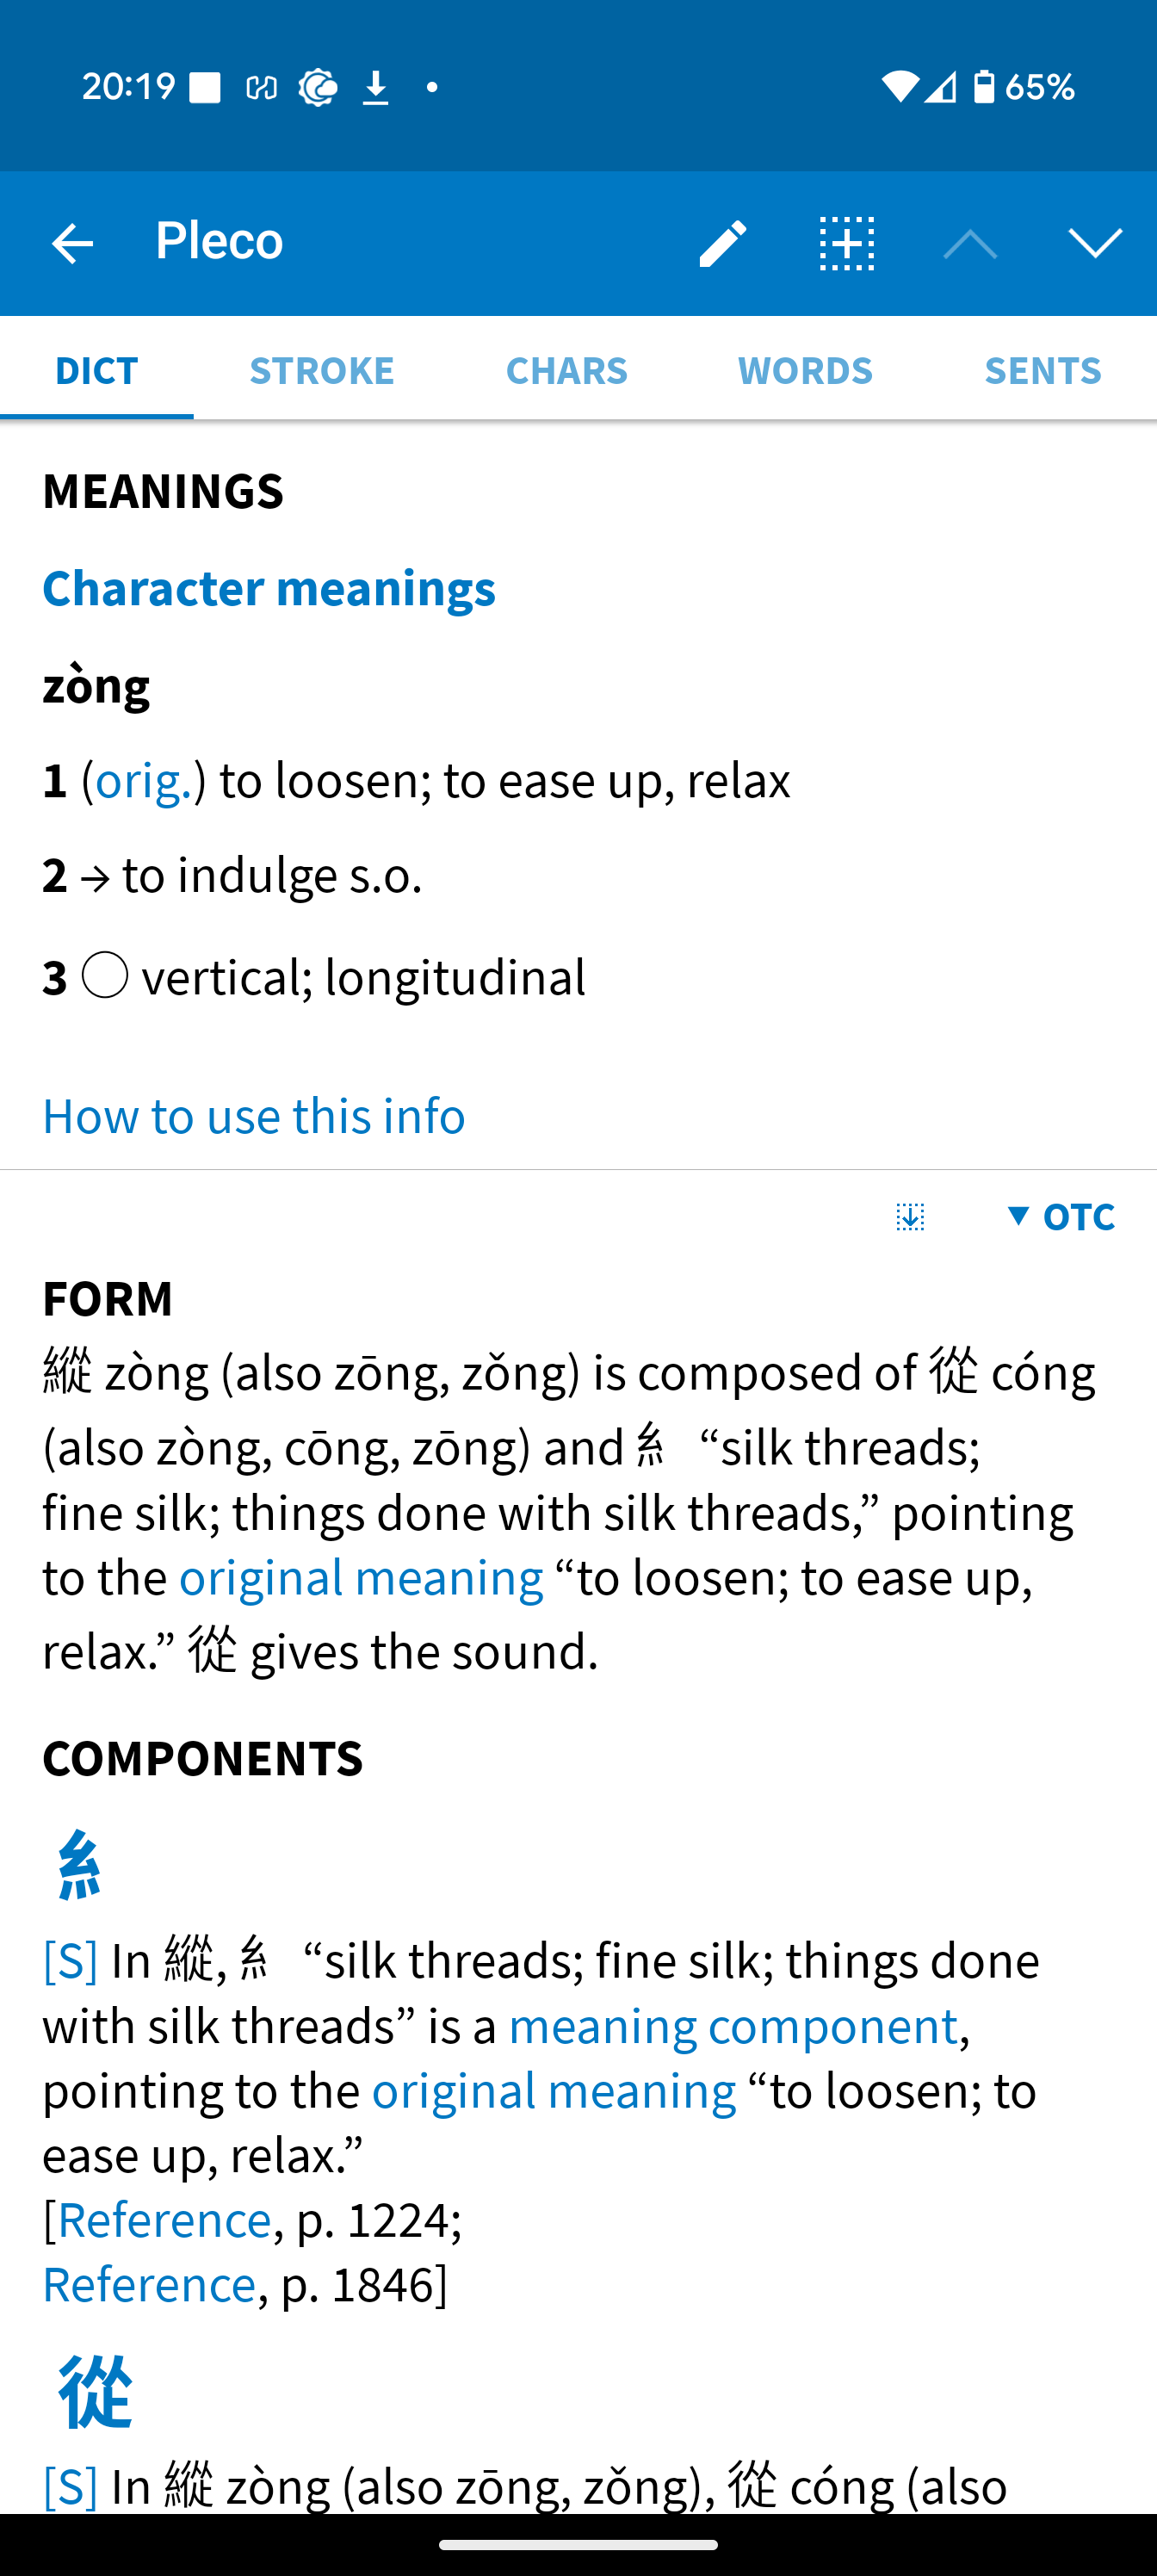 20:19
65%
Pleco
DICT STROKE CHARS WORDS SENTS
MEANINGS
Character meanings
zòng
1 (orig.) to loosen; to ease up, relax
2 → to indulge s.o.
3 ◯ vertical; longitudinal
How to use this info
▼ OTC
FORM
縱 zòng (also zōng, zǒng) is composed of 從 cóng
(also zòng, cōng, zōng) and 糹 “silk threads;
fine silk; things done with silk threads,” pointing
to the original meaning “to loosen; to ease up,
relax.” 從 gives the sound.
COMPONENTS
糹
[S] In 縱, 糹 “silk threads; fine silk; things done
with silk threads” is a meaning component,
pointing to the original meaning “to loosen; to
ease up, relax.”
[Reference, p. 1224;
Reference, p. 1846]
從
[S] In 縱 zòng (also zōng, zǒng), 從 cóng (also